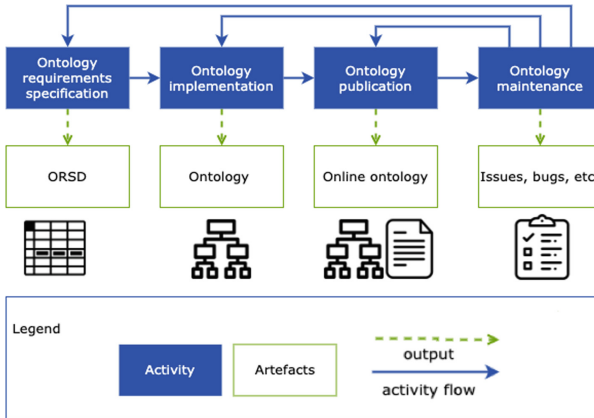 Ontology
requirements
specification
Ontology
implementation
Ontology
publication
Ontology
maintenance
ORSD
Ontology
Online ontology
Issues, bugs, etc
Legend
Activity
Artefacts
output
activity flow